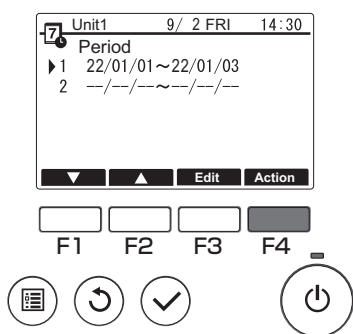 7 Unit1 9/ 2 FRI 14:30
Period
▶1 22/01/01～22/01/03
2 --/--/--～--/--/--
▼ ▲ Edit Action
F1 F2 F3 F4